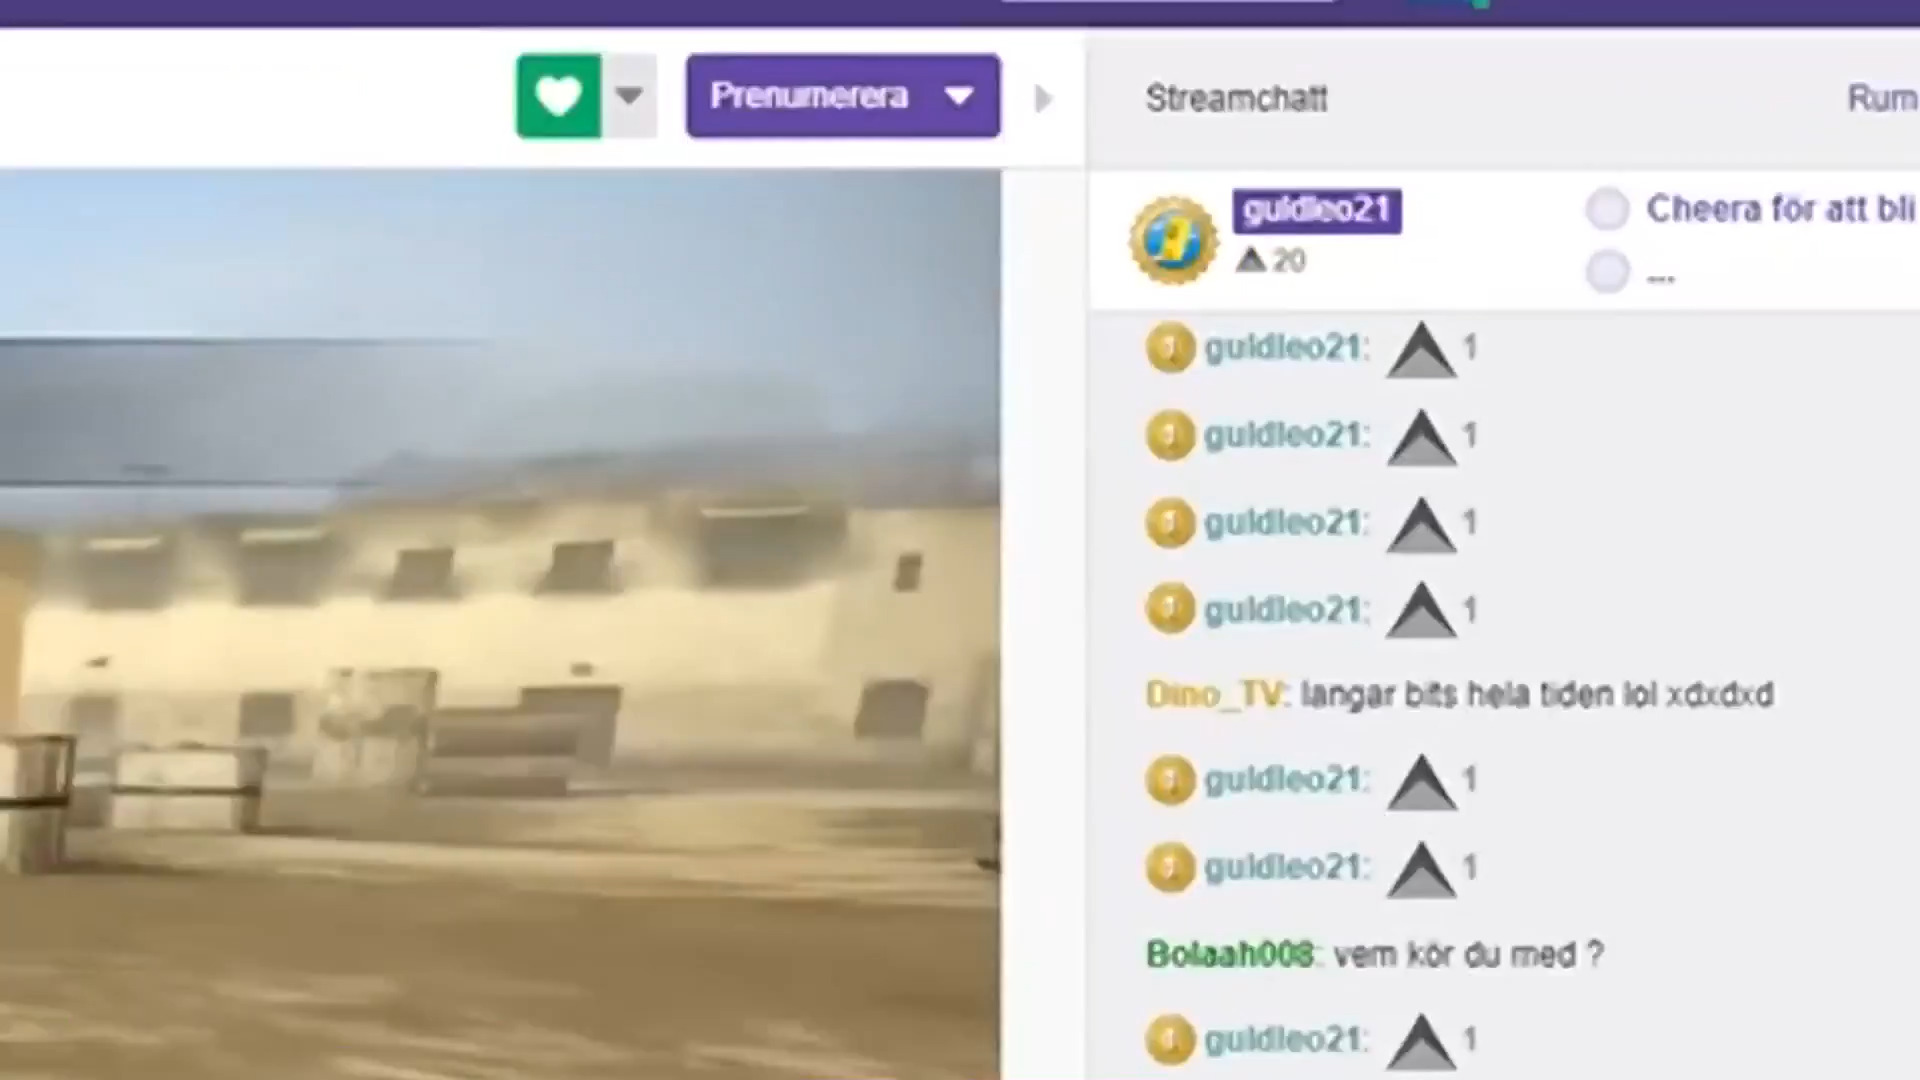 Prenumerera
Streamchatt
Rum
guldleo21
20
Cheera för att bli
...
guldleo21: 1
guldleo21: 1
guldleo21: 1
guldleo21: 1
Dino_TV: langar bits hela tiden lol xdxdxd
guldleo21: 1
guldleo21: 1
Bolaah008: vem kör du med ?
guldleo21: 1